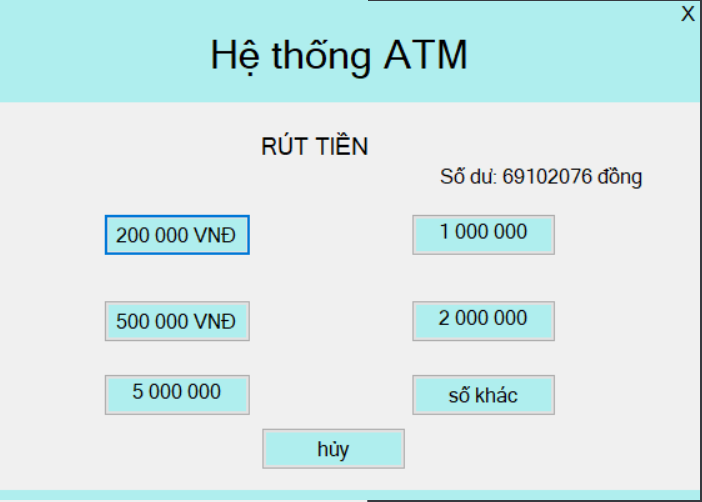 X
Hệ thống ATM
RÚT TIỀN
Số dư: 69102076 đồng
200 000 VNĐ
1 000 000
500 000 VNĐ
2 000 000
5 000 000
số khác
hủy